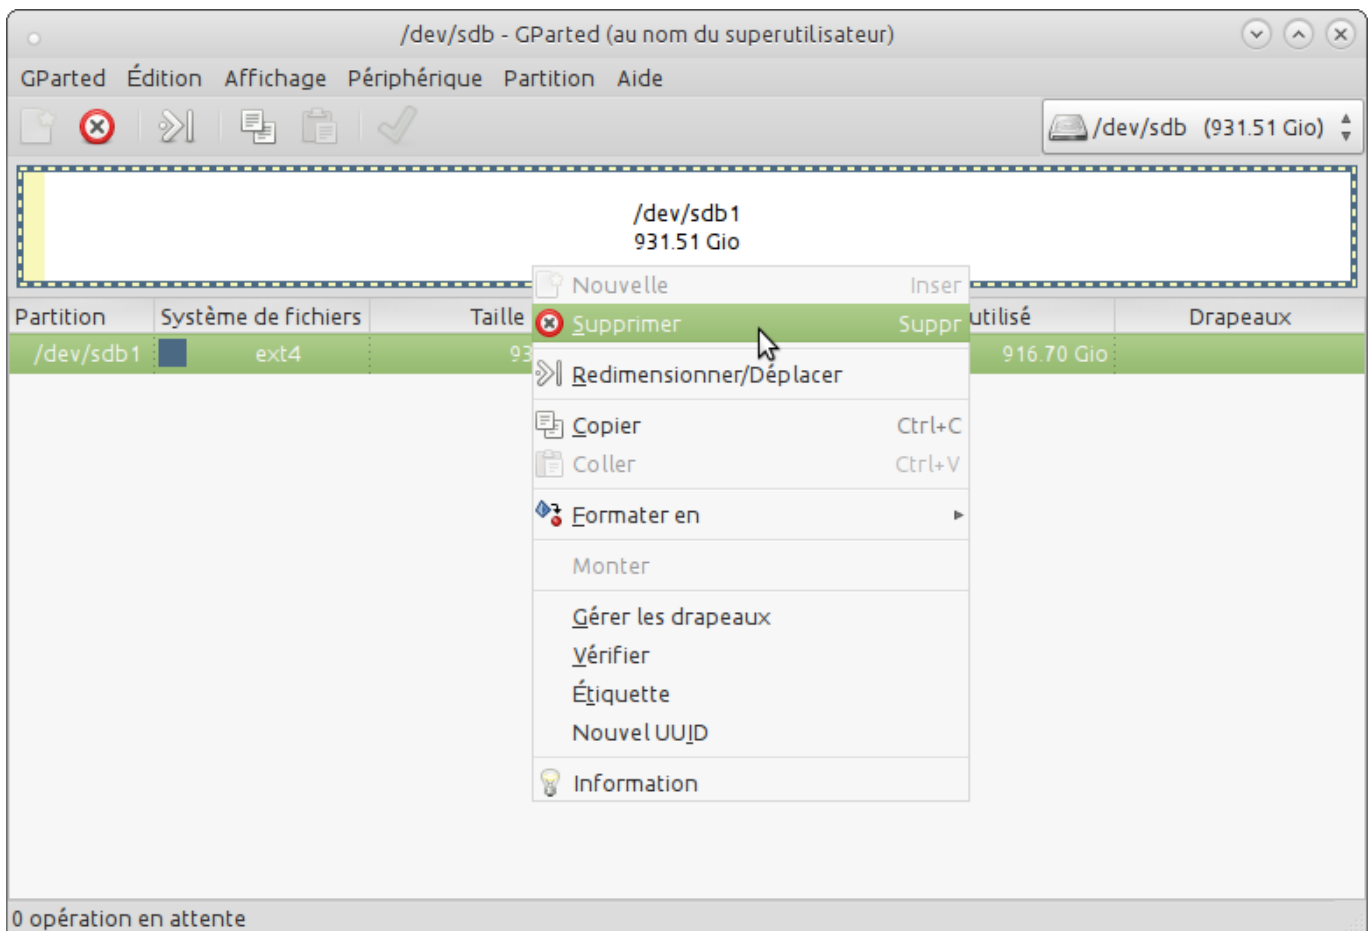 /dev/sdb - GParted (au nom du superutilisateur)
GParted Édition Affichage Périphérique Partition Aide
/dev/sdb (931.51 Gio)
/dev/sdb1
931.51 Gio
Partition Système de fichiers Taille utilisé Drapeaux
/dev/sdb1 ext4 93 916.70 Gio
Nouvelle Inser
Supprimer Suppr
Redimensionner/Déplacer
Copier Ctrl+C
Coller Ctrl+V
Formater en
Monter
Gérer les drapeaux
Vérifier
Étiquette
Nouvel UUID
Information
0 opération en attente